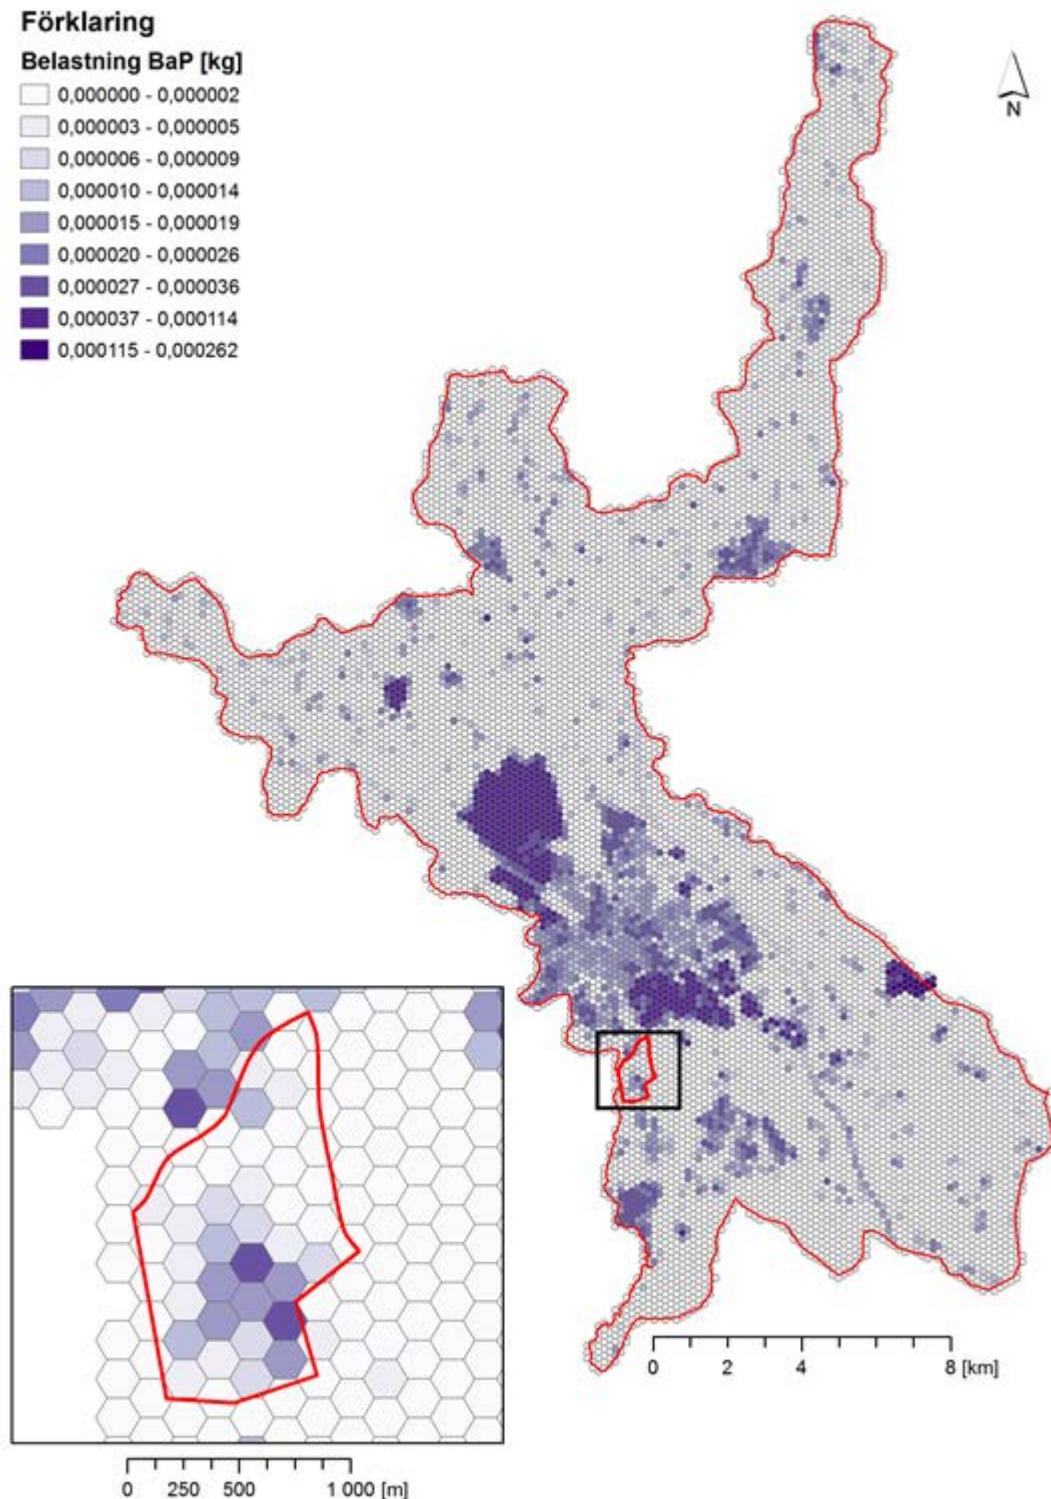 Förklaring
Belastning BaP [kg]
0,000000 - 0,000002
0,000003 - 0,000005
0,000006 - 0,000009
0,000010 - 0,000014
0,000015 - 0,000019
0,000020 - 0,000026
0,000027 - 0,000036
0,000037 - 0,000114
0,000115 - 0,000262
N
0 2 4 8 [km]
0 250 500 1 000 [m]